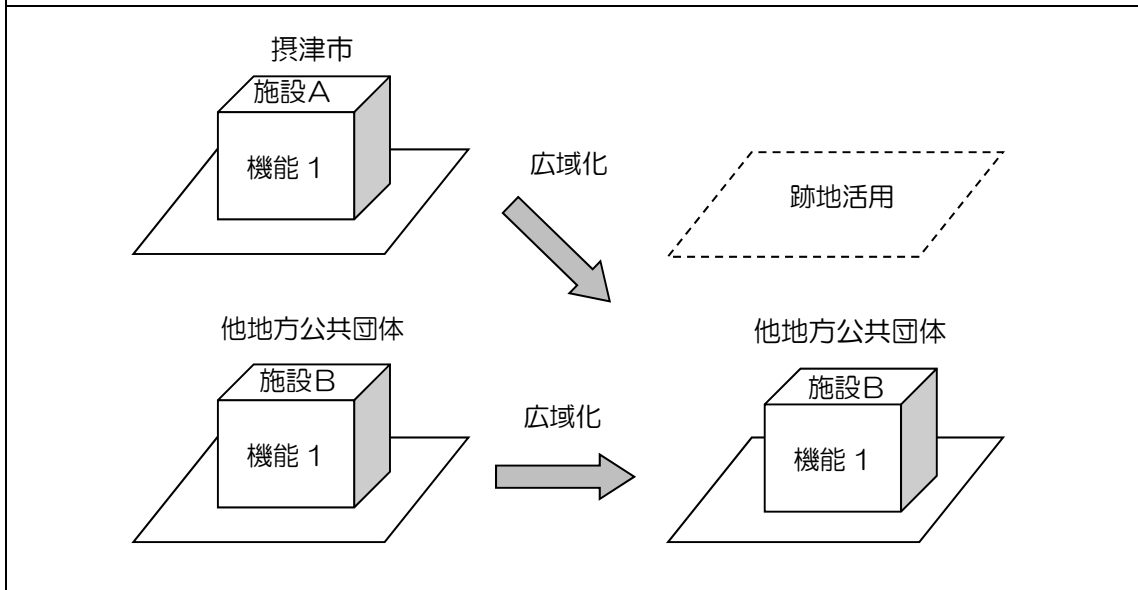 摂津市
施設A
機能 1
広域化
跡地活用
他地方公共団体
施設B
機能 1
広域化
他地方公共団体
施設B
機能 1